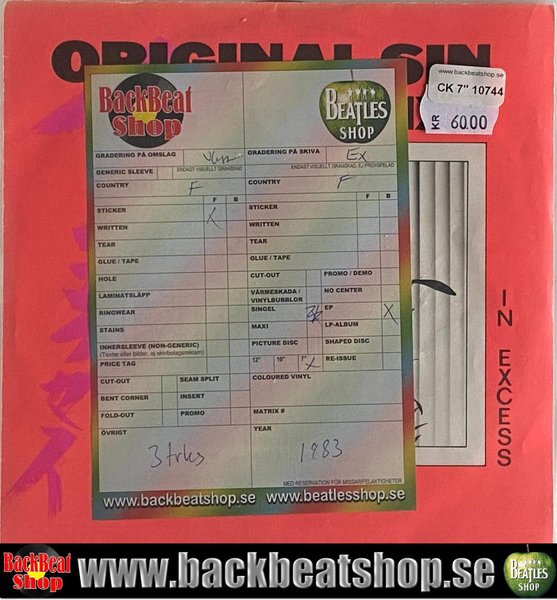 ORIGINAL SIN
www.backbeatshop.se
CK 7" 10744
KR 60.00
IN EXCESS
BackBeat
Shop
BEATLES
SHOP
GRADERING PÅ OMSLAG
GRADERING PÅ SKIVA Ex
ENDAST VISUELLT GRANSKAD
ENDAST VISUELLT GRANSKAD, EJ PROVSPELAD
GENERIC SLEEVE
COUNTRY F
COUNTRY F
F B
F B
STICKER X
STICKER
WRITTEN
WRITTEN
TEAR
TEAR
GLUE / TAPE
GLUE / TAPE
HOLE
CUT-OUT
PROMO / DEMO
LAMINATSLÄPP
VÄRMESKADA /
VINYLBUBBLOR
NO CENTER
RINGWEAR
SINGEL
EP X
STAINS
MAXI
LP-ALBUM
INNERSLEEVE (NON-GENERIC)
(Textar eller bilder, ej skivbolagsreklam)
PICTURE DISC
SHAPED DISC
PRICE TAG
12" 10" 7" X
RE-ISSUE
CUT-OUT
SEAM SPLIT
COLOURED VINYL
BENT CORNER
INSERT
FOLD-OUT
PROMO
MATRIX #
ÖVRIGT
YEAR
3 trks
1983
MED RESERVATION FÖR MISSAR/FELAKTIGHETER
www.backbeatshop.se www.beatlesshop.se
BackBeat
Shop
www.backbeatshop.se
BEATLES
SHOP